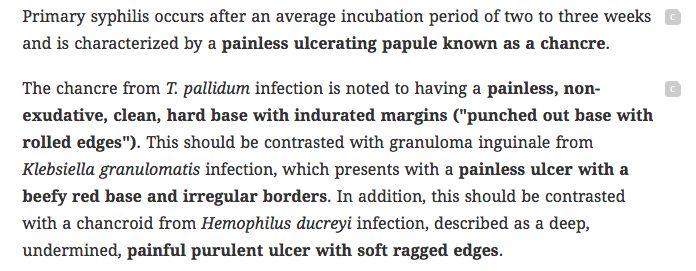 Primary syphilis occurs after an average incubation period of two to three weeks
and is characterized by a painless ulcerating papule known as a chancre.
The chancre from T. pallidum infection is noted to having a painless, non-
exudative, clean, hard base with indurated margins ("punched out base with
rolled edges"). This should be contrasted with granuloma inguinale from
Klebsiella granulomatis infection, which presents with a painless ulcer with a
beefy red base and irregular borders. In addition, this should be contrasted
with a chancroid from Hemophilus ducreyi infection, described as a deep,
undermined, painful purulent ulcer with soft ragged edges.